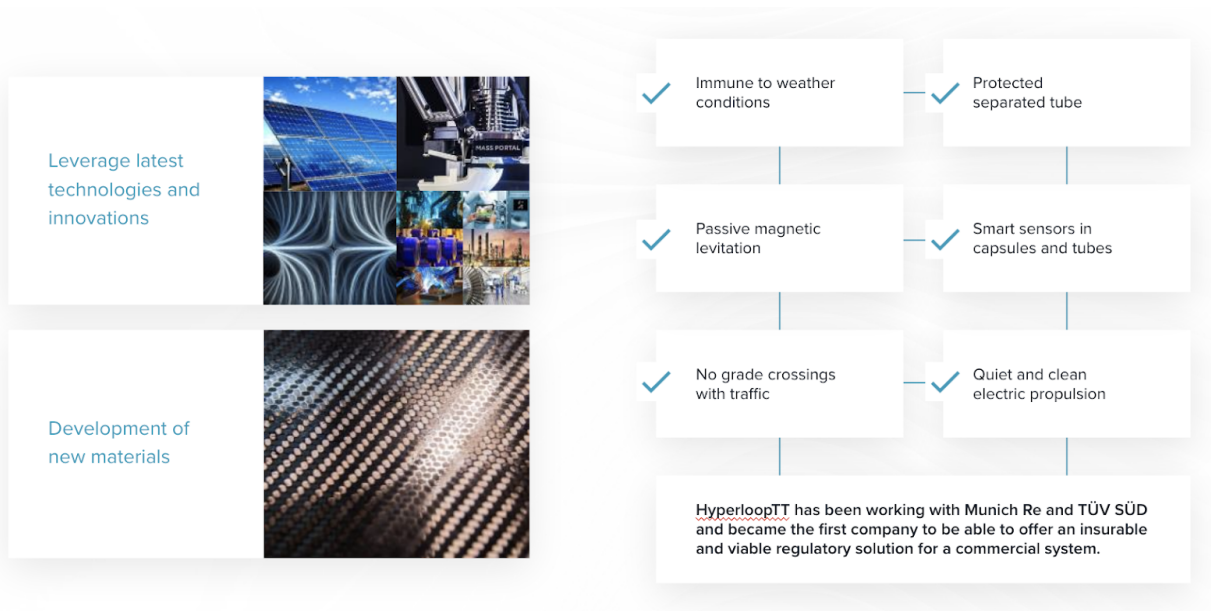 Leverage latest
technologies and
innovations
MASS PORTAL
Development of
new materials
Immune to weather
conditions
Protected
separated tube
Passive magnetic
levitation
Smart sensors in
capsules and tubes
No grade crossings
with traffic
Quiet and clean
electric propulsion
HyperloopTT has been working with Munich Re and TÜV SÜD
and became the first company to be able to offer an insurable
and viable regulatory solution for a commercial system.